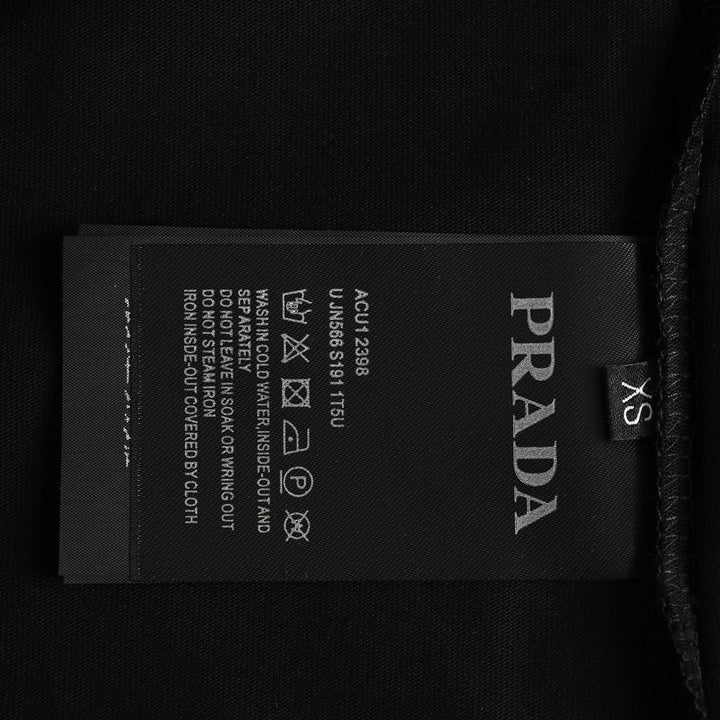 PRADA
XS
ACU1 2398
U JN566 S191 1T5U
P
WASH IN COLD WATER,INSIDE-OUT AND
SEPARATELY
DO NOT LEAVE IN SOAK OR WRING OUT
DO NOT STEAM IRON
IRON INSDE-OUT COVERED BY CLOTH